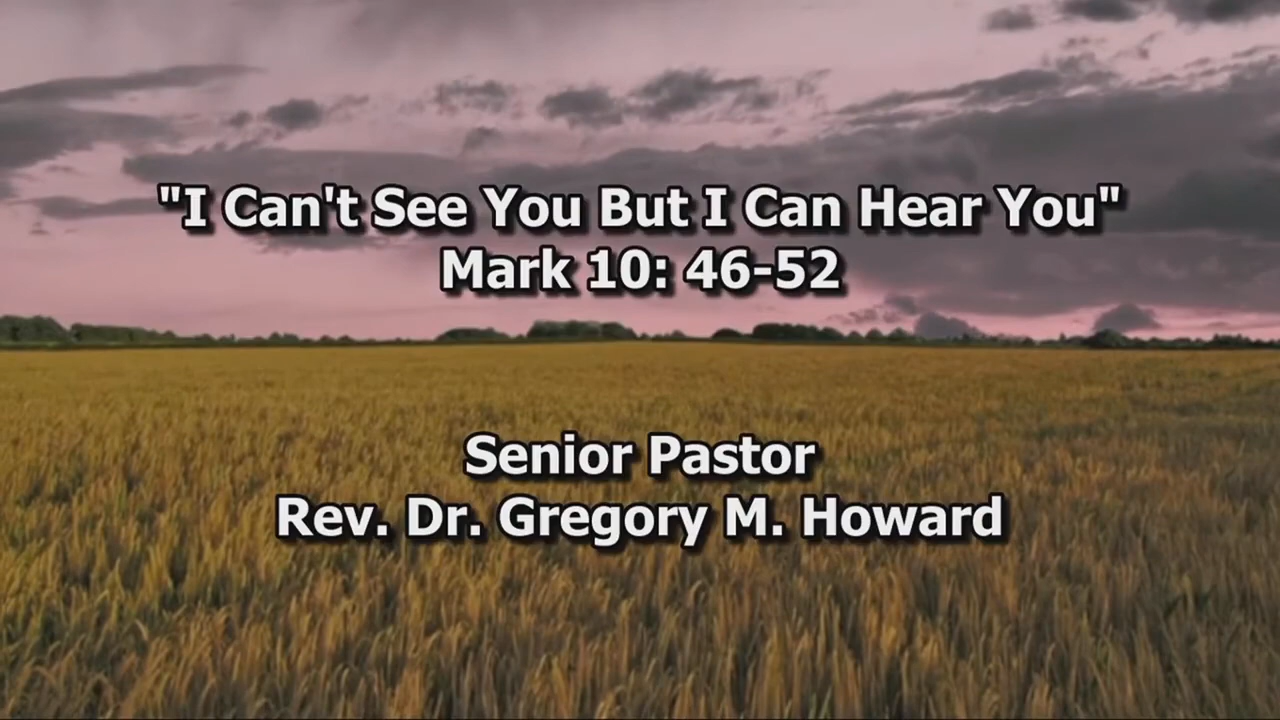 "I Can't See You But I Can Hear You"
Mark 10: 46-52
Senior Pastor
Rev. Dr. Gregory M. Howard